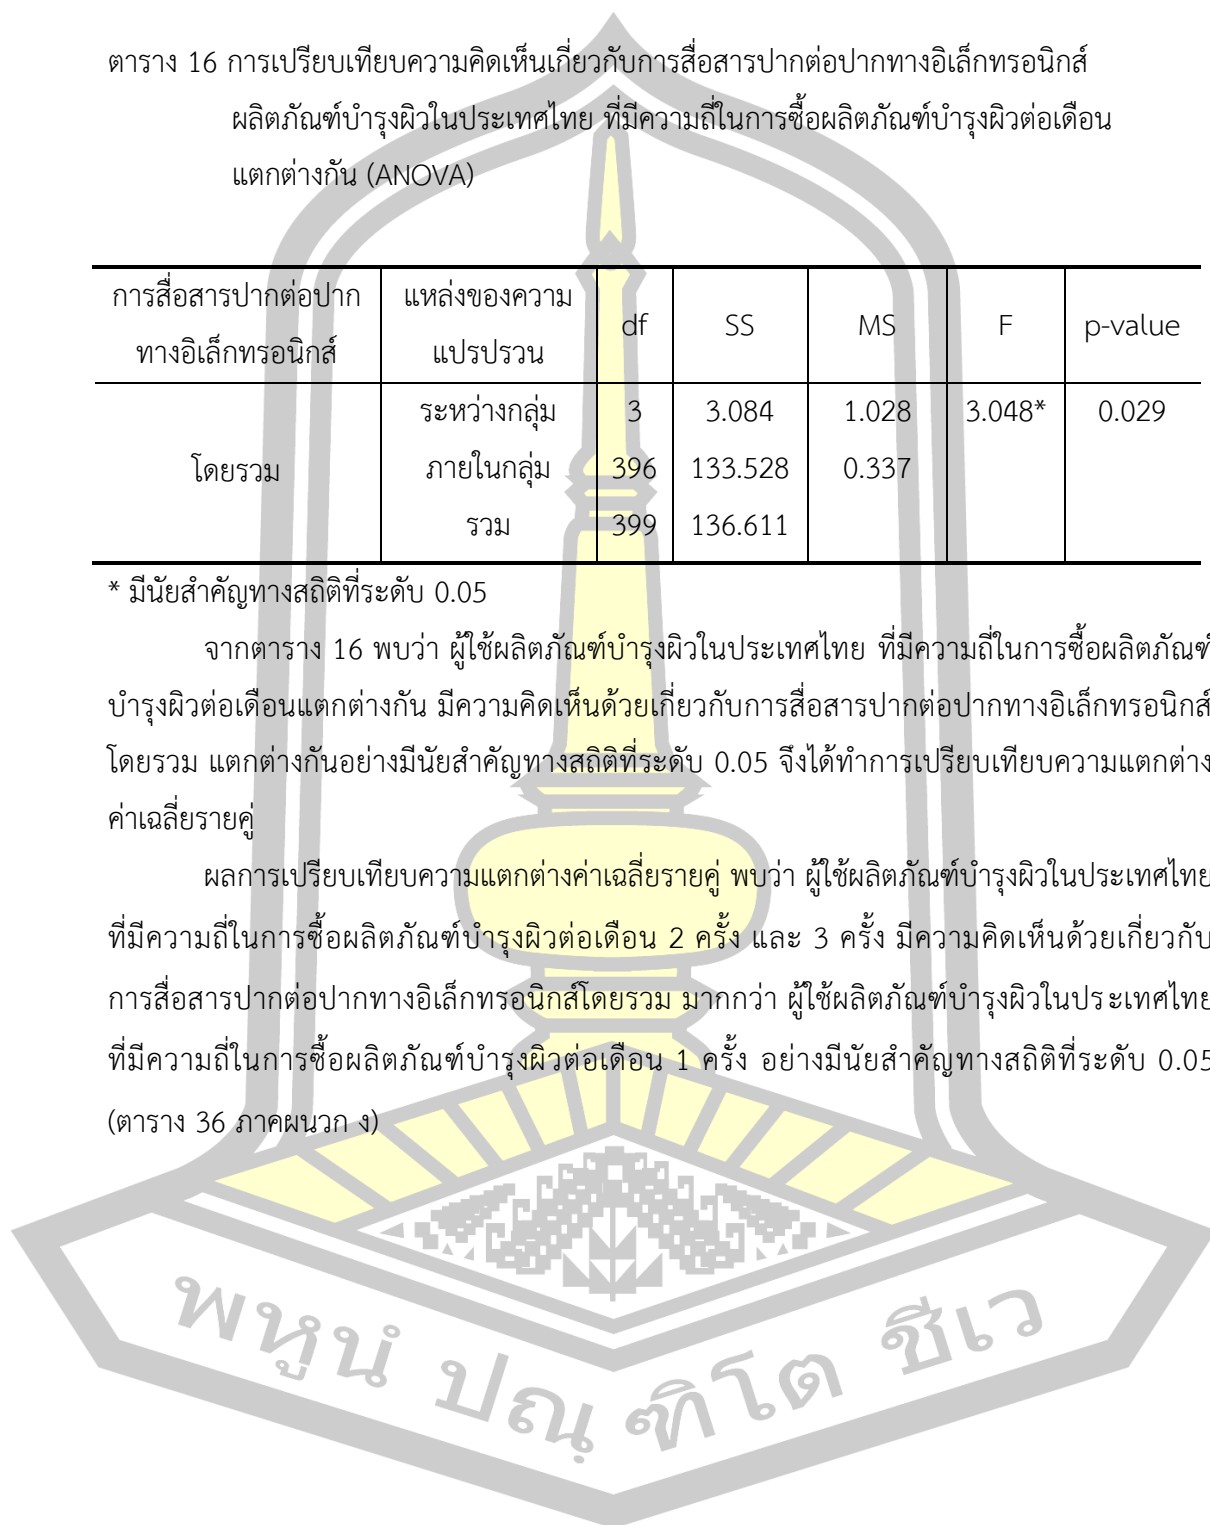 ตาราง 16 การเปรียบเทียบความคิดเห็นเกี่ยวกับการสื่อสารปากต่อปากทางอิเล็กทรอนิกส์
ผลิตภัณฑ์บำรุงผิวในประเทศไทย ที่มีความถี่ในการซื้อผลิตภัณฑ์บำรุงผิวต่อเดือน
แตกต่างกัน (ANOVA)
การสื่อสารปากต่อปาก แหล่งของความ df SS MS F p-value
ทางอิเล็กทรอนิกส์ แปรปรวน
ระหว่างกลุ่ม 3 3.084 1.028 3.048* 0.029
โดยรวม ภายในกลุ่ม 396 133.528 0.337
รวม 399 136.611
* มีนัยสำคัญทางสถิติที่ระดับ 0.05
จากตาราง 16 พบว่า ผู้ใช้ผลิตภัณฑ์บำรุงผิวในประเทศไทย ที่มีความถี่ในการซื้อผลิตภัณฑ์
บำรุงผิวต่อเดือนแตกต่างกัน มีความคิดเห็นด้วยเกี่ยวกับการสื่อสารปากต่อปากทางอิเล็กทรอนิกส์
โดยรวม แตกต่างกันอย่างมีนัยสำคัญทางสถิติที่ระดับ 0.05 จึงได้ทำการเปรียบเทียบความแตกต่าง
ค่าเฉลี่ยรายคู่
ผลการเปรียบเทียบความแตกต่างค่าเฉลี่ยรายคู่ พบว่า ผู้ใช้ผลิตภัณฑ์บำรุงผิวในประเทศไทย
ที่มีความถี่ในการซื้อผลิตภัณฑ์บำรุงผิวต่อเดือน 2 ครั้ง และ 3 ครั้ง มีความคิดเห็นด้วยเกี่ยวกับ
การสื่อสารปากต่อปากทางอิเล็กทรอนิกส์โดยรวม มากกว่า ผู้ใช้ผลิตภัณฑ์บำรุงผิวในประเทศไทย
ที่มีความถี่ในการซื้อผลิตภัณฑ์บำรุงผิวต่อเดือน 1 ครั้ง อย่างมีนัยสำคัญทางสถิติที่ระดับ 0.05
(ตาราง 36 ภาคผนวก ง)
พหูนํ ปณฺฑิโต ชีเว